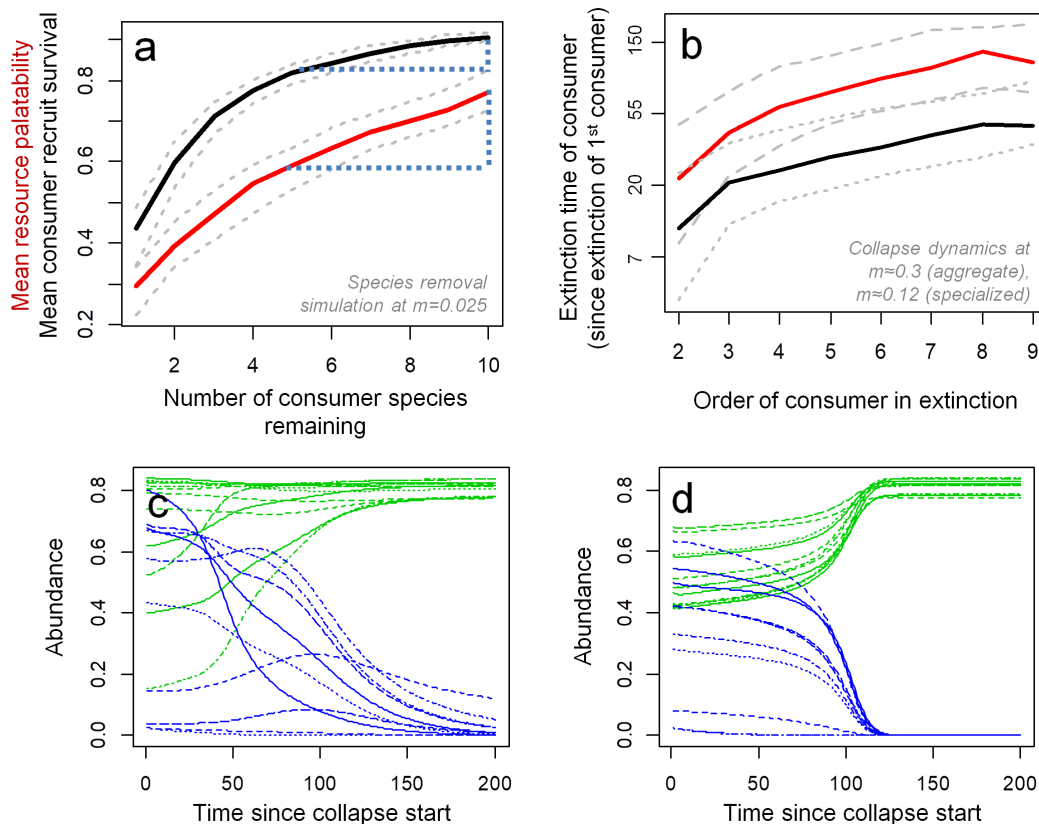 a
Mean resource palatability
Mean consumer recruit survival
0.2
0.4
0.6
0.8
Species removal
simulation at m=0.025
2
4
6
8
10
Number of consumer species
remaining
b
Extinction time of consumer
(since extinction of 1st consumer)
7
20
55
150
Collapse dynamics at
m≈0.3 (aggregate),
m≈0.12 (specialized)
2
3
4
5
6
7
8
9
Order of consumer in extinction
c
Abundance
0.0
0.2
0.4
0.6
0.8
0
50
100
150
200
Time since collapse start
d
Abundance
0.0
0.2
0.4
0.6
0.8
0
50
100
150
200
Time since collapse start